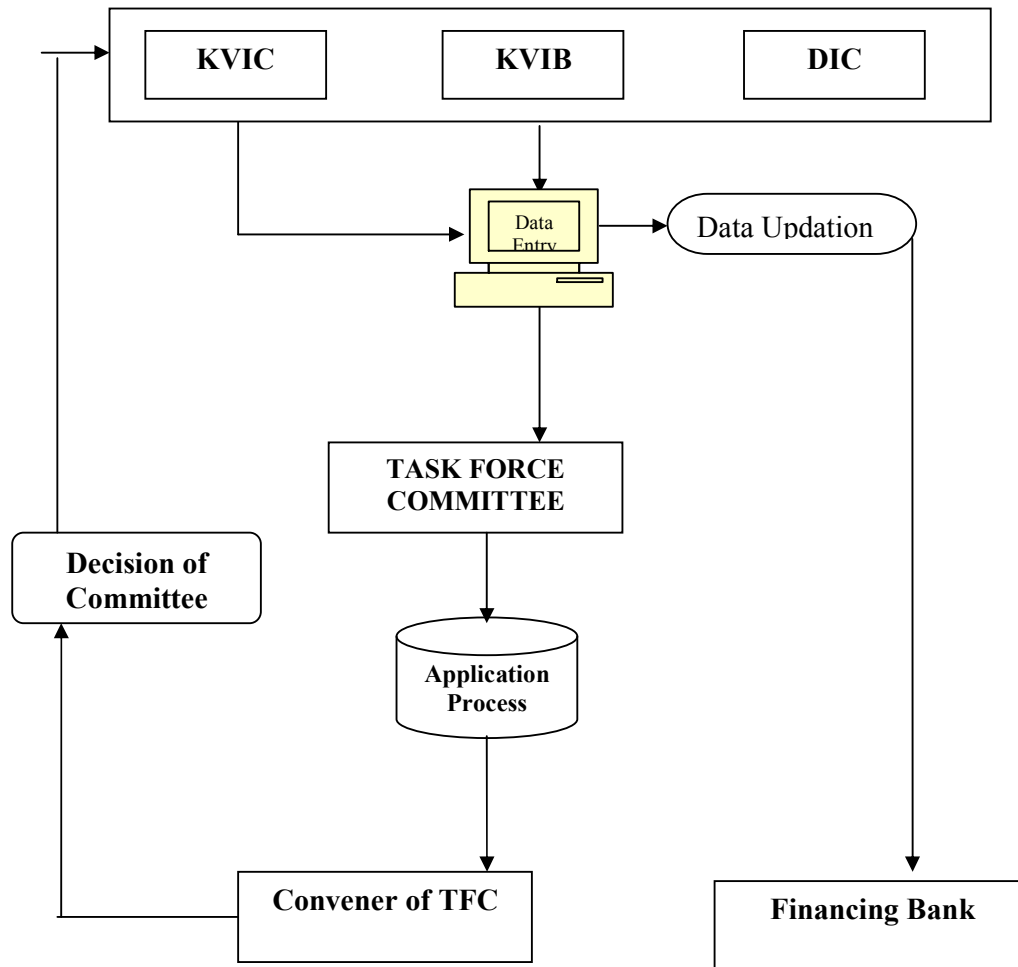 KVIC
KVIB
DIC
Data
Entry
Data Updation
TASK FORCE
COMMITTEE
Decision of
Committee
Application
Process
Convener of TFC
Financing Bank